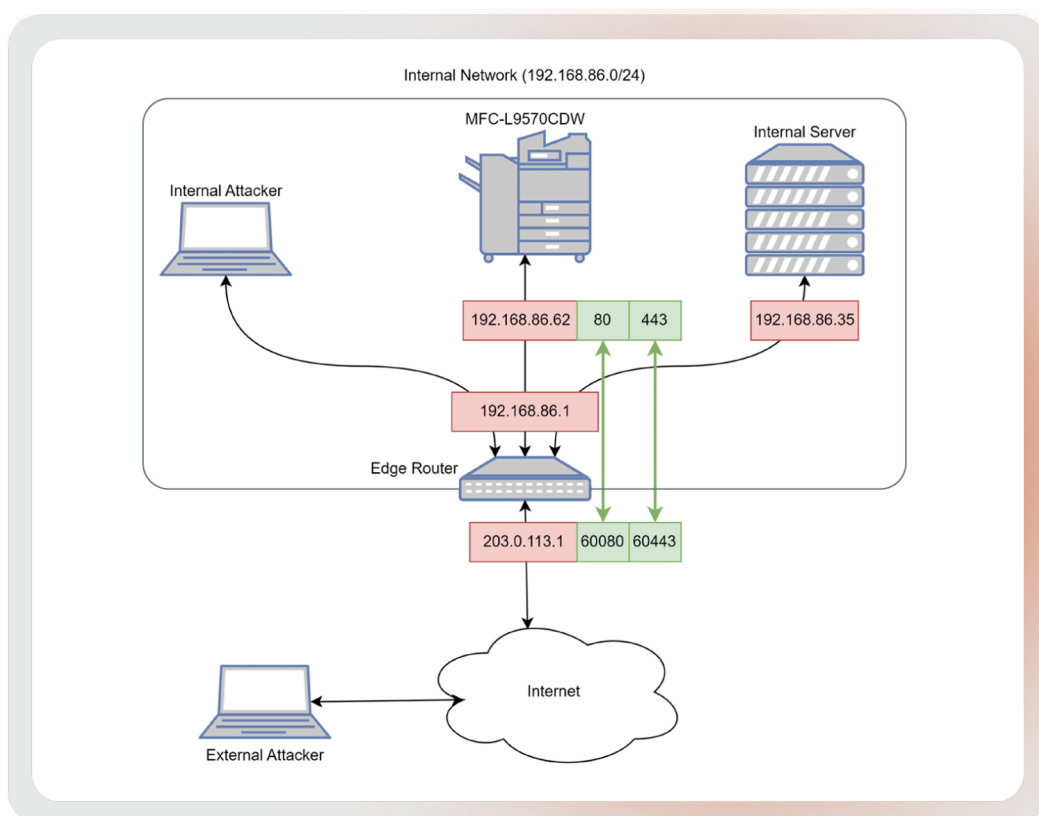 Internal Network (192.168.86.0/24)
MFC-L9570CDW
Internal Server
Internal Attacker
192.168.86.62 80 443
192.168.86.35
192.168.86.1
Edge Router
203.0.113.1 60080 60443
Internet
External Attacker